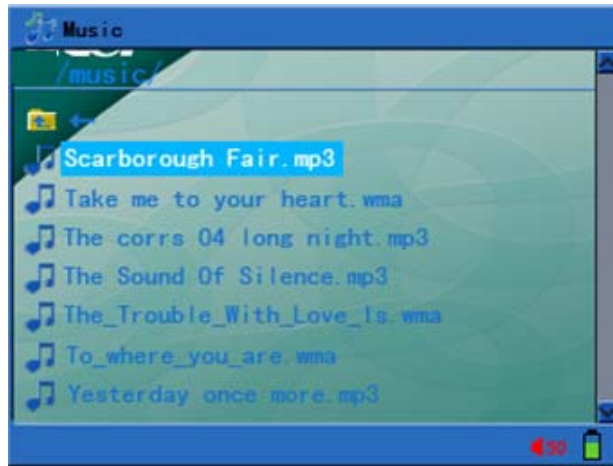 Music
/music/
Scarborough Fair.mp3
Take me to your heart.wma
The corrs 04 long night.mp3
The Sound Of Silence.mp3
The_Trouble_With_Love_Is.wma
To_where_you_are.wma
Yesterday once more.mp3
30